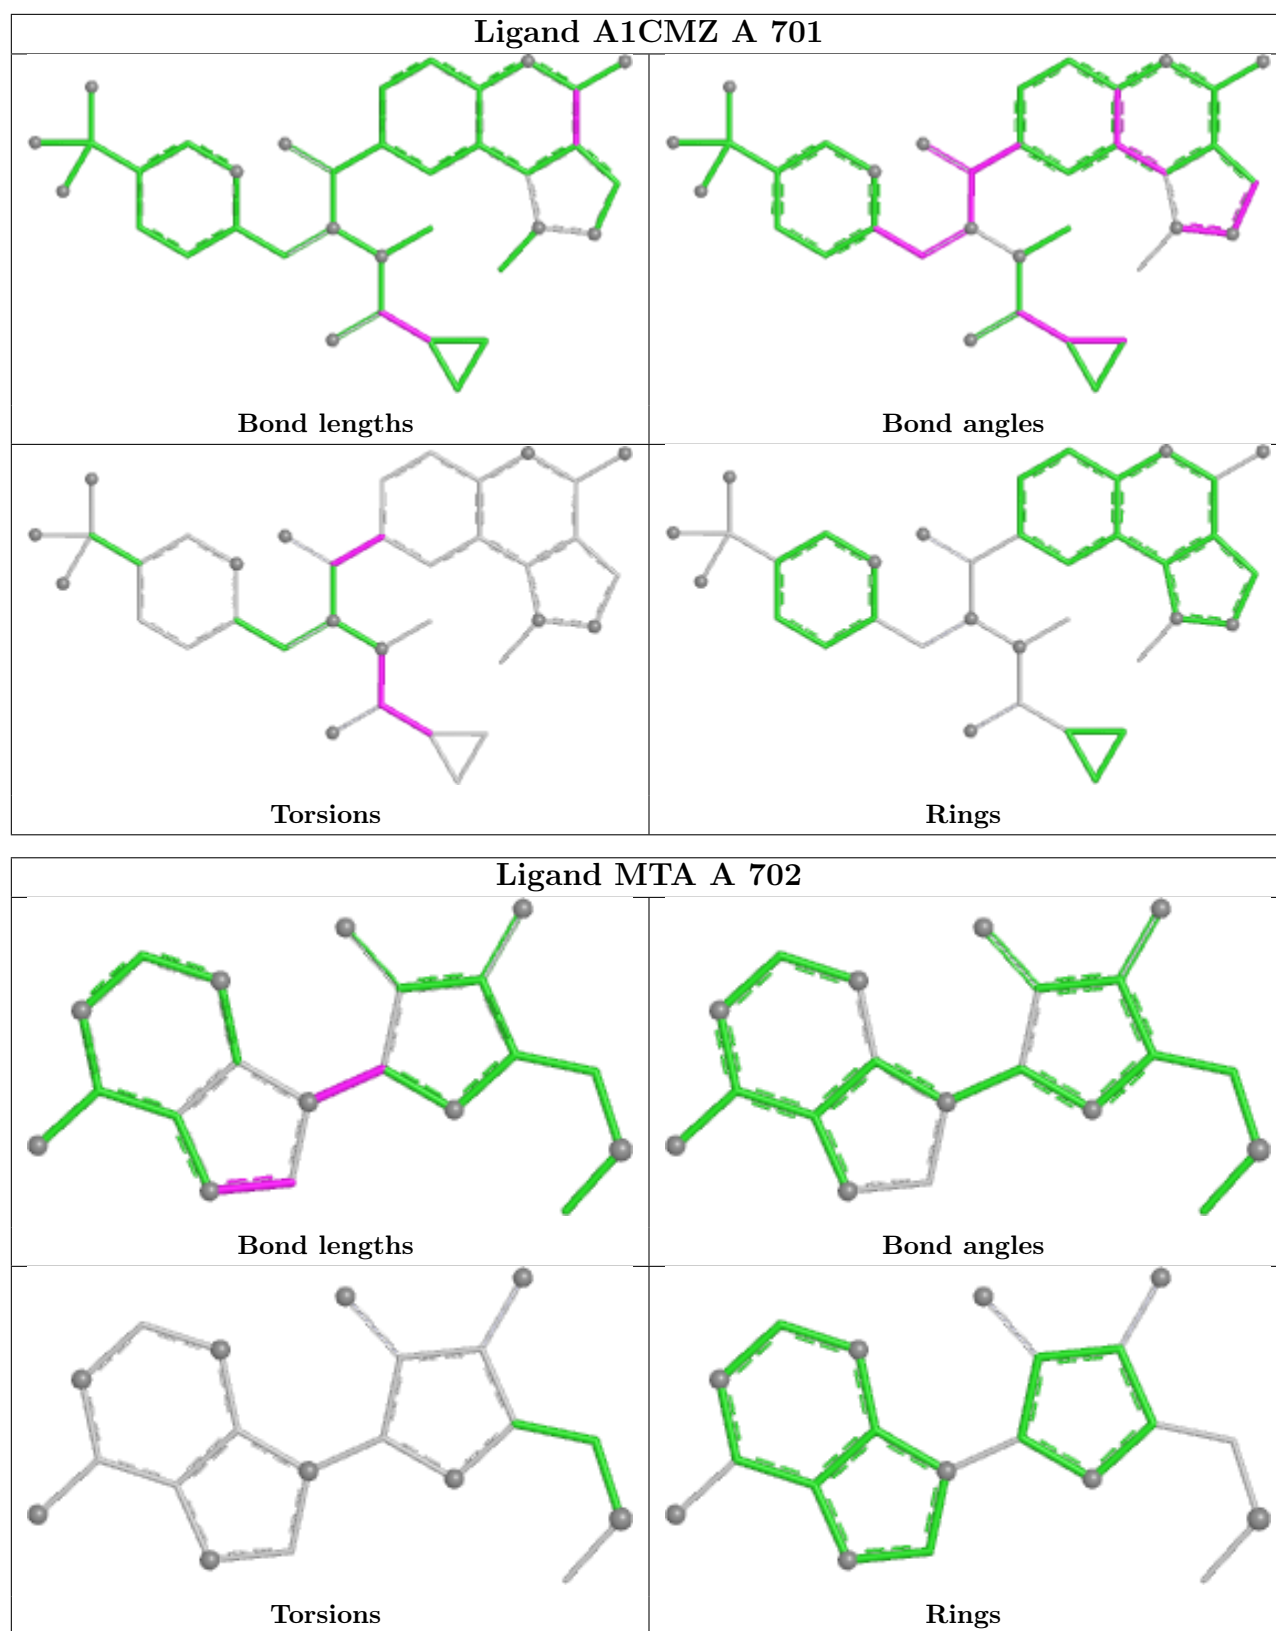 Ligand A1CMZ A 701
Bond lengths
Bond angles
Torsions
Rings
Ligand MTA A 702
Bond lengths
Bond angles
Torsions
Rings